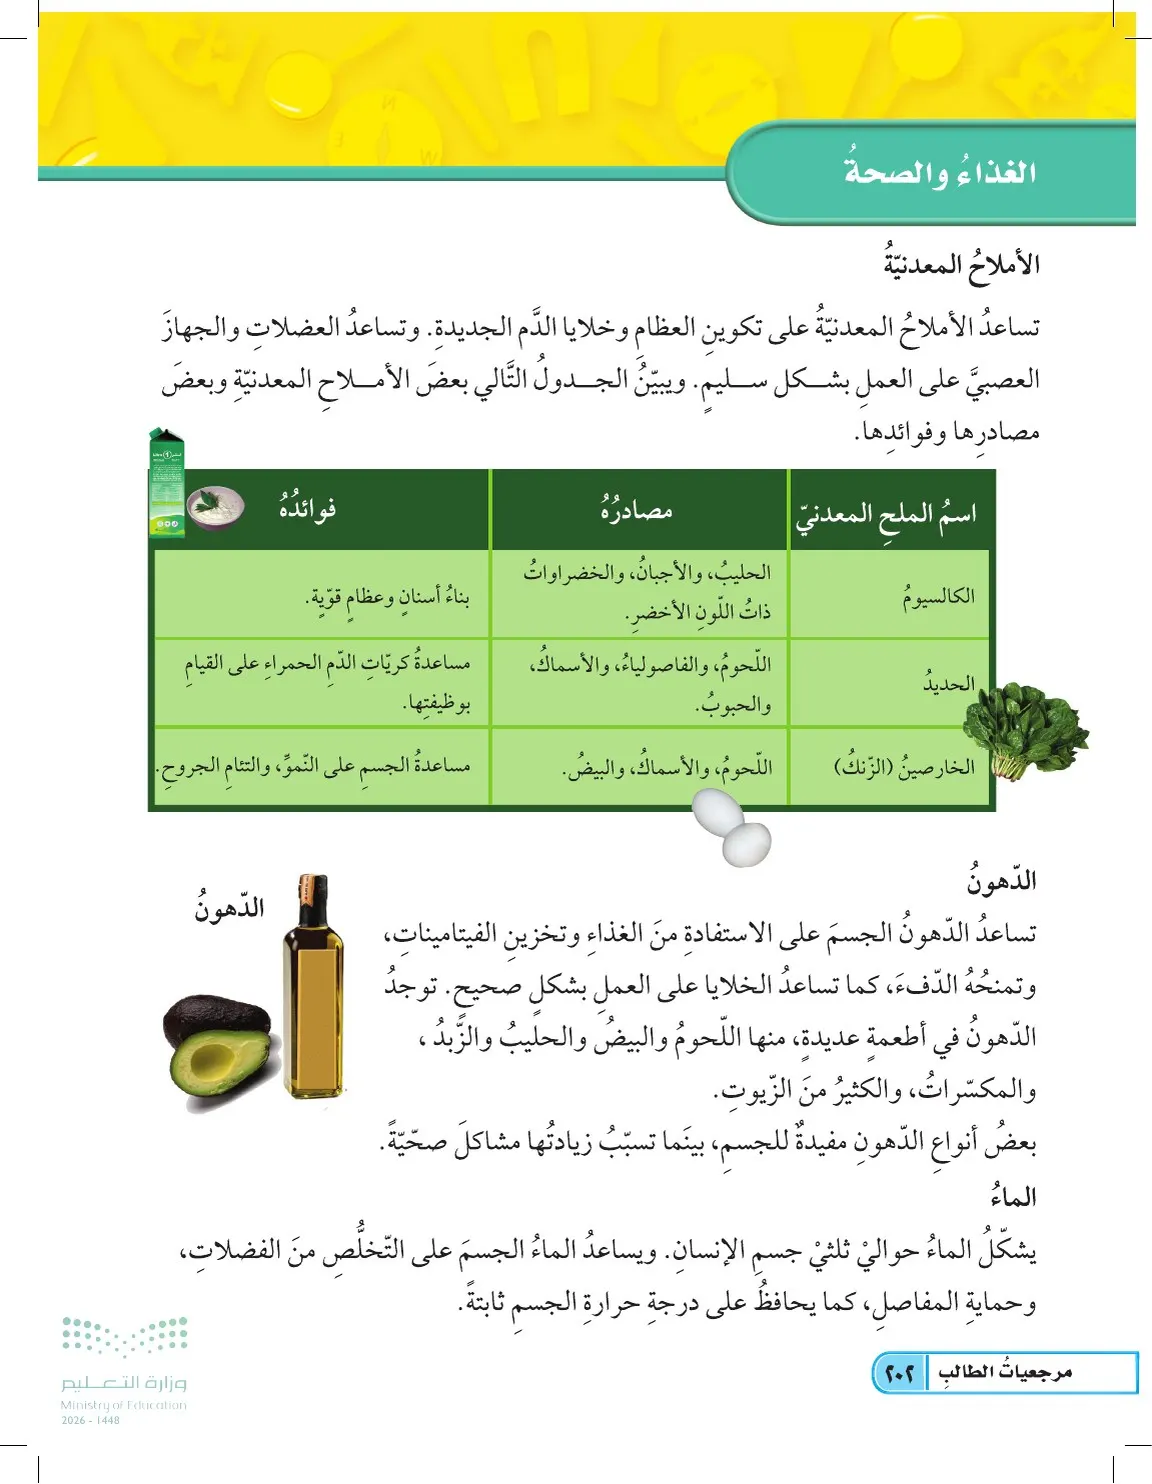 الغذاءُ والصحةُ
الأملاحُ المعدنيّةُ
تساعدُ الأملاحُ المعدنيّةُ على تكوينِ العظامِ وخلايا الدَّمِ الجديدةِ. وتساعدُ العضلاتِ والجهازَ
العصبيَّ على العملِ بشكل سليمٍ. ويبيّنُ الجدولُ التَّالي بعضَ الأملاحِ المعدنيّةِ وبعضَ
مصادرِها وفوائدِها.
اسمُ الملحِ المعدنيّ
مصادرُهُ
فوائدُهُ
الكالسيومُ
الحليبُ، والأجبانُ، والخضراواتُ
ذاتُ اللّونِ الأخضرِ.
بناءُ أسنانٍ وعظامٍ قوّيةٍ.
الحديدُ
اللّحومُ، والفاصولياءُ، والأسماكُ،
والحبوبُ.
مساعدةُ كريّاتِ الدّمِ الحمراءِ على القيامِ
بوظيفتِها.
الخارصينُ (الزّنكُ)
اللّحومُ، والأسماكُ، والبيضُ.
مساعدةُ الجسمِ على النّموِّ، والتئامِ الجروحِ.
الدّهونُ
الدّهونُ
تساعدُ الدّهونُ الجسمَ على الاستفادةِ منَ الغذاءِ وتخزينِ الفيتاميناتِ،
وتمنحُهُ الدّفءَ، كما تساعدُ الخلايا على العملِ بشكلٍ صحيحٍ. توجدُ
الدّهونُ في أطعمةٍ عديدةٍ، منها اللّحومُ والبيضُ والحليبُ والزّبدُ ،
والمكسّراتُ، والكثيرُ منَ الزّيوتِ.
بعضُ أنواعِ الدّهونِ مفيدةٌ للجسمِ، بينَما تسبّبُ زيادتُها مشاكلَ صحّيّةً.
الماءُ
يشكّلُ الماءُ حواليْ ثلثيْ جسمِ الإنسانِ. ويساعدُ الماءُ الجسمَ على التّخلُّصِ منَ الفضلاتِ،
وحمايةِ المفاصلِ، كما يحافظُ على درجةِ حرارةِ الجسمِ ثابتةً.
مرجعياتُ الطالبِ ٢٠٢
وزارة التعليم
Ministry of Education
2026 - 1448